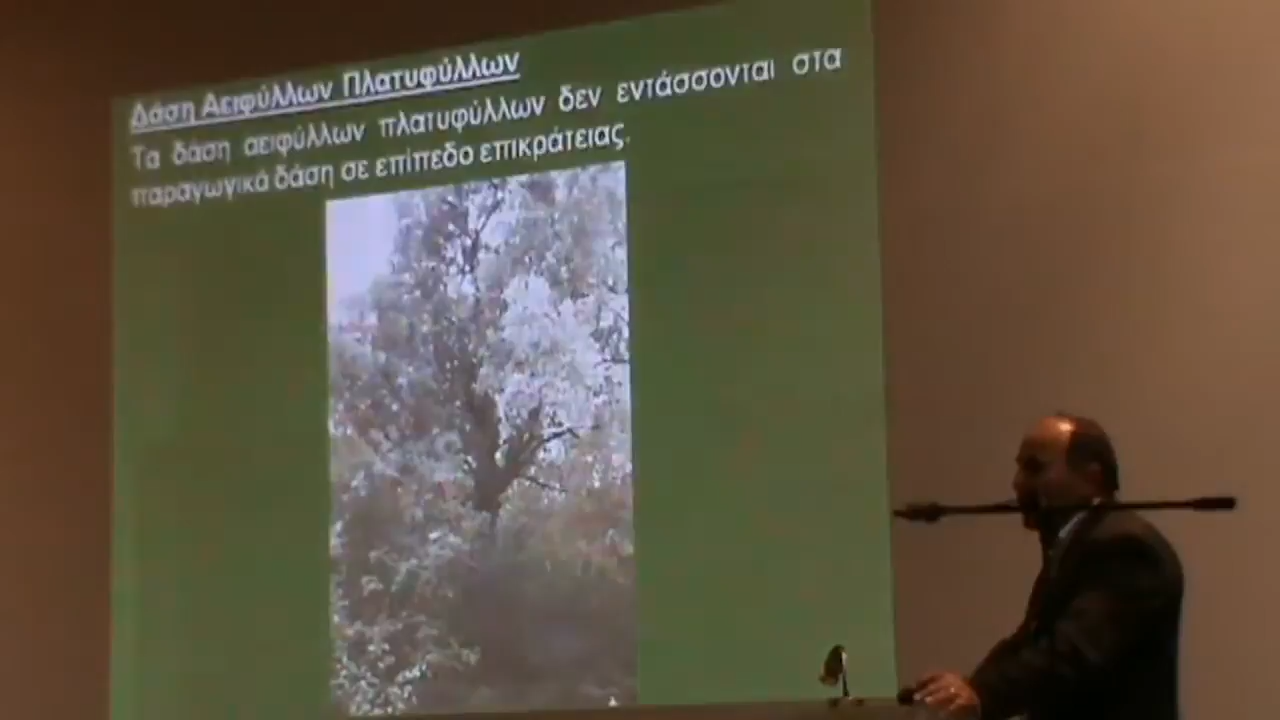 Δάση Αειφύλλων Πλατυφύλλων
Τα δάση αειφύλλων πλατυφύλλων δεν εντάσσονται στα
παραγωγικά δάση σε επίπεδο επικράτειας.